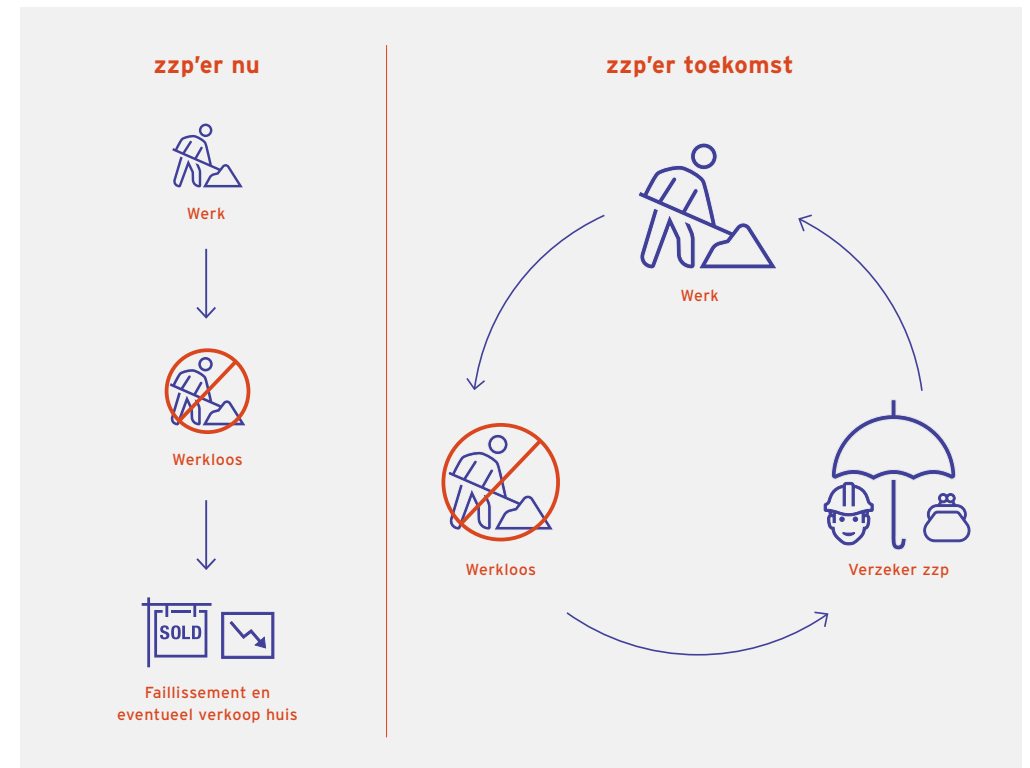 zzp'er nu
Werk
Werkloos
SOLD
Faillissement en
eventueel verkoop huis
zzp'er toekomst
Werk
Werkloos
Verzeker zzp